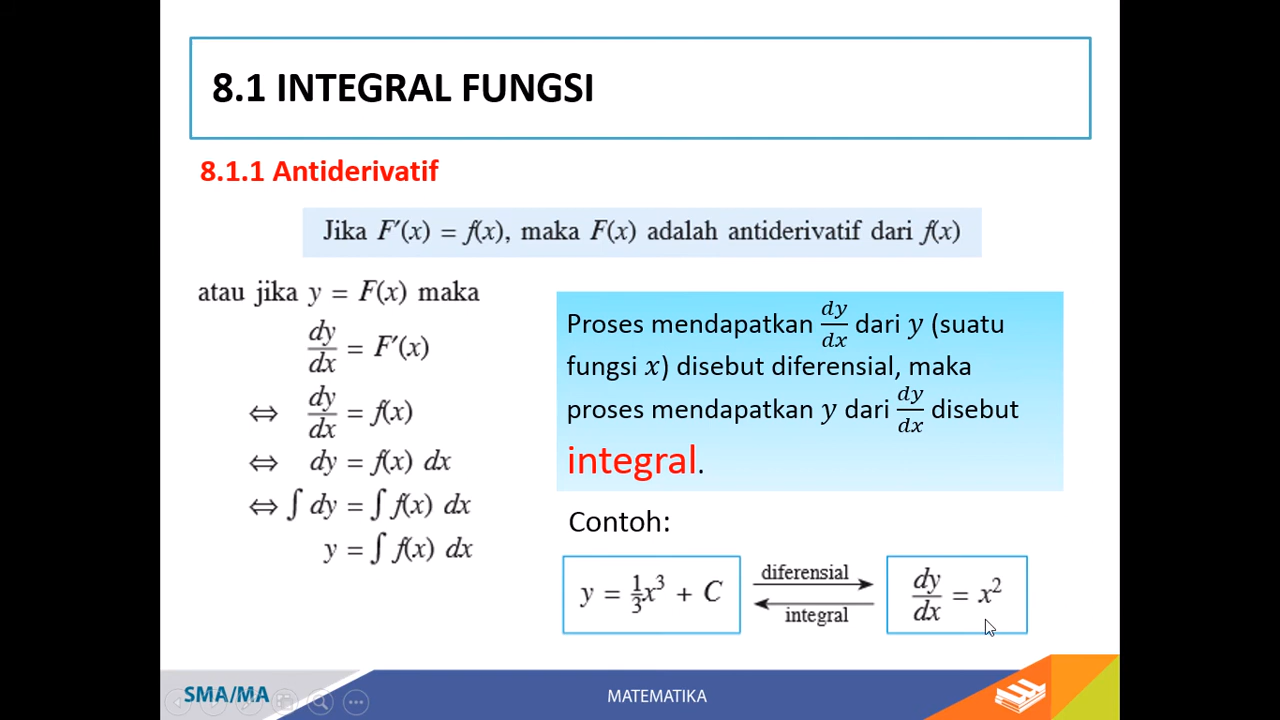 8.1 INTEGRAL FUNGSI
8.1.1 Antiderivatif
Jika F′(x) = f(x), maka F(x) adalah antiderivatif dari f(x)
atau jika y = F(x) maka
dy/dx = F′(x)
⇔ dy/dx = f(x)
⇔ dy = f(x) dx
⇔ ∫ dy = ∫ f(x) dx
y = ∫ f(x) dx
Proses mendapatkan dy/dx dari y (suatu
fungsi x) disebut diferensial, maka
proses mendapatkan y dari dy/dx disebut
integral.
Contoh:
y = 1/3 x³ + C
diferensial
integral
dy/dx = x²
SMA/MA
MATEMATIKA